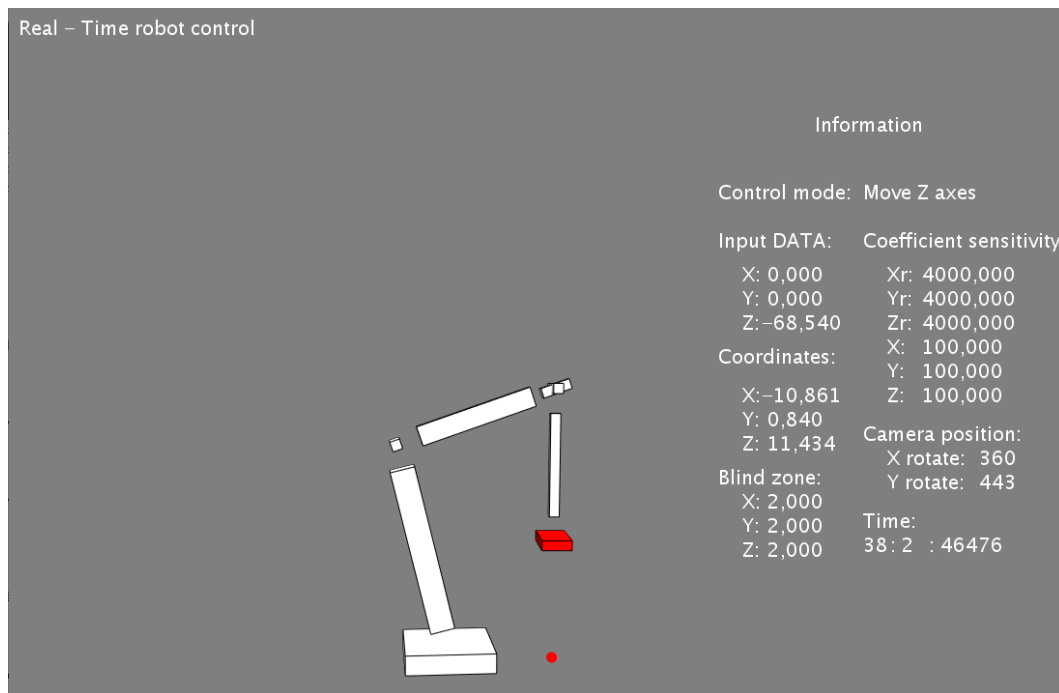 Real – Time robot control
Information
Control mode: Move Z axes
Input DATA:
X: 0,000
Y: 0,000
Z:–68,540
Coordinates:
X:–10,861
Y: 0,840
Z: 11,434
Blind zone:
X: 2,000
Y: 2,000
Z: 2,000
Coefficient sensitivity
Xr: 4000,000
Yr: 4000,000
Zr: 4000,000
X: 100,000
Y: 100,000
Z: 100,000
Camera position:
X rotate: 360
Y rotate: 443
Time:
38: 2 : 46476